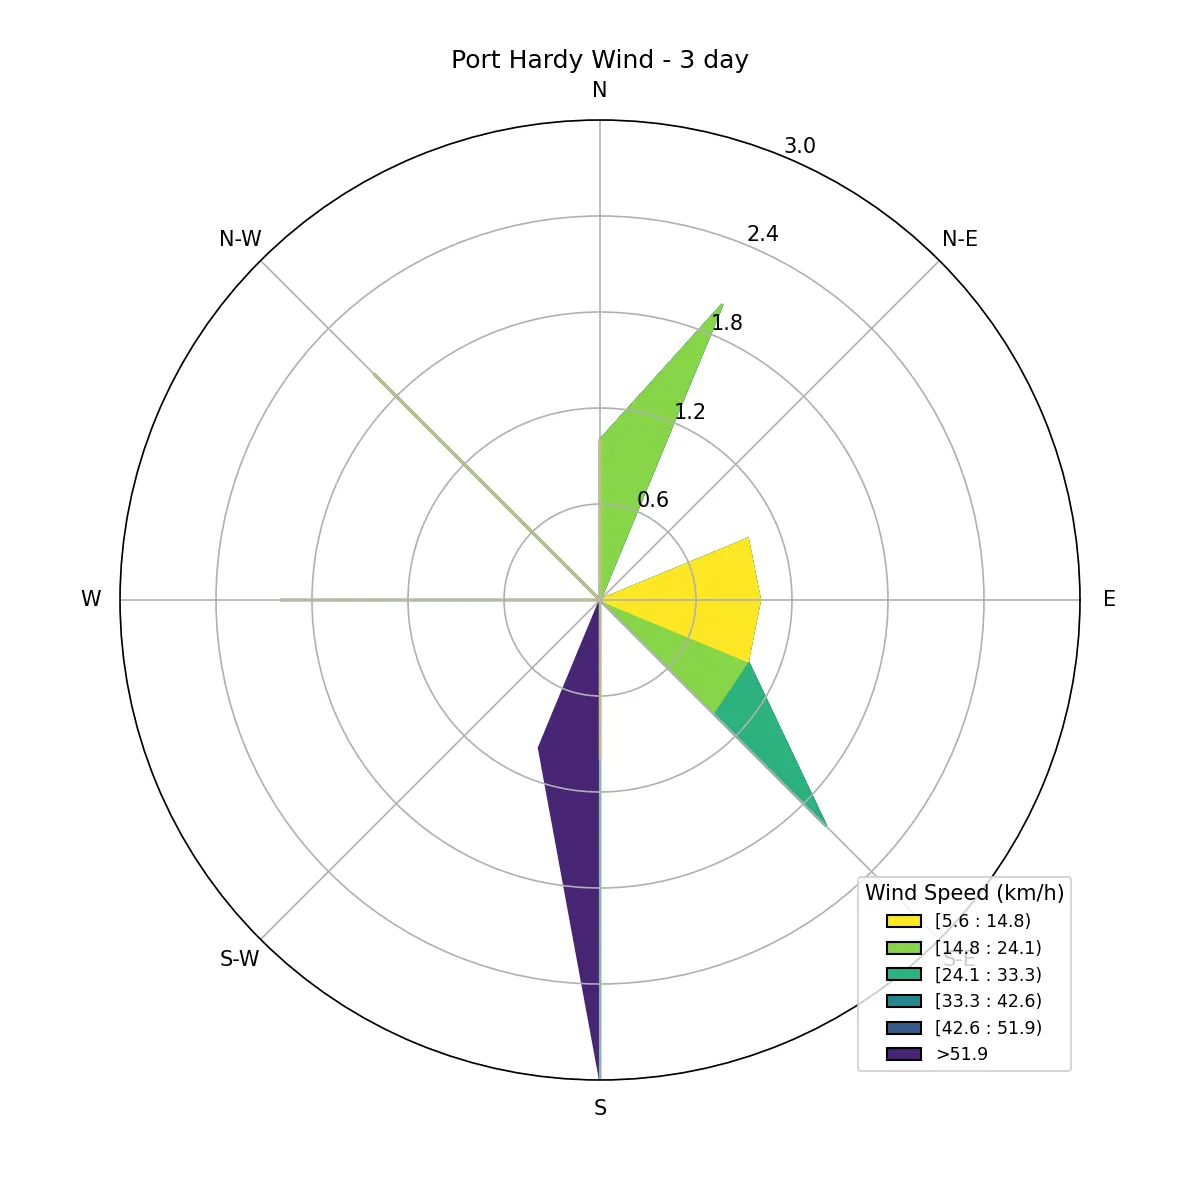 Port Hardy Wind - 3 day
N
3.0
N-W
2.4
N-E
1.8
1.2
0.6
W
E
Wind Speed (km/h)
[5.6 : 14.8)
[14.8 : 24.1)
S-W
S-E
[24.1 : 33.3)
[33.3 : 42.6)
[42.6 : 51.9)
>51.9
S